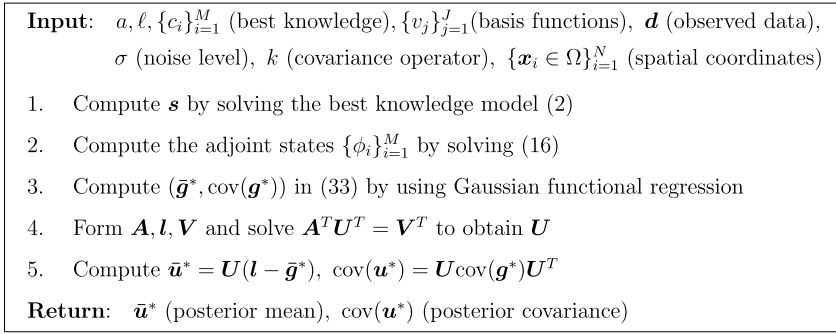 Input: a, ℓ, {c_i}_{i=1}^M (best knowledge), {v_j}_{j=1}^J(basis functions), d (observed data),
σ (noise level), k (covariance operator), {x_i ∈ Ω}_{i=1}^N (spatial coordinates)
1. Compute s by solving the best knowledge model (2)
2. Compute the adjoint states {ϕ_i}_{i=1}^M by solving (16)
3. Compute (ḡ*, cov(g*)) in (33) by using Gaussian functional regression
4. Form A, l, V and solve A^T U^T = V^T to obtain U
5. Compute ū* = U(l − ḡ*), cov(u*) = Ucov(g*)U^T
Return: ū* (posterior mean), cov(u*) (posterior covariance)